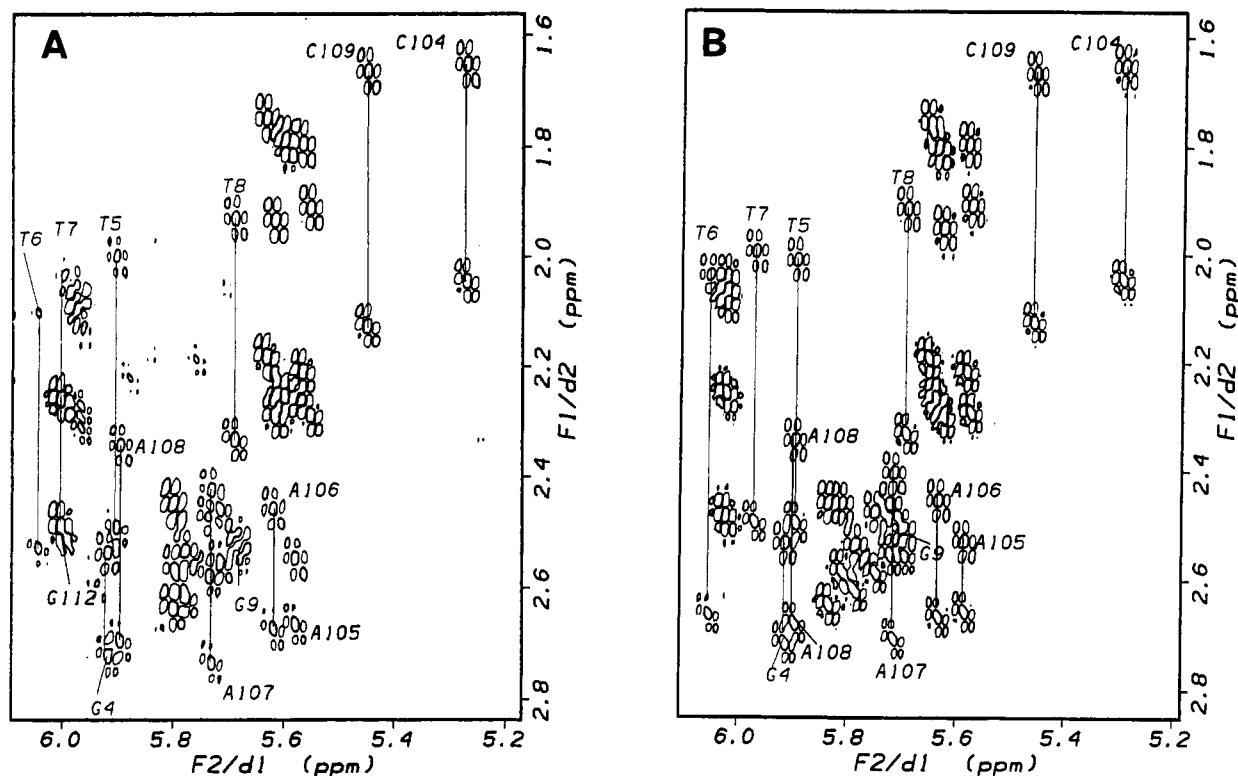 A
C109
C104
T8
T6
T7
T5
A108
A106
G112
G9
A105
A107
G4
1.6
1.8
2.0
2.2
2.4
2.6
2.8
F1/d2 (ppm)
6.0
5.8
5.6
5.4
5.2
F2/d1 (ppm)
B
C109
C104
T8
T7
T5
T6
A108
A106
G9
A105
A108
G4
A107
1.6
1.8
2.0
2.2
2.4
2.6
2.8
F1/d2 (ppm)
6.0
5.8
5.6
5.4
5.2
F2/d1 (ppm)